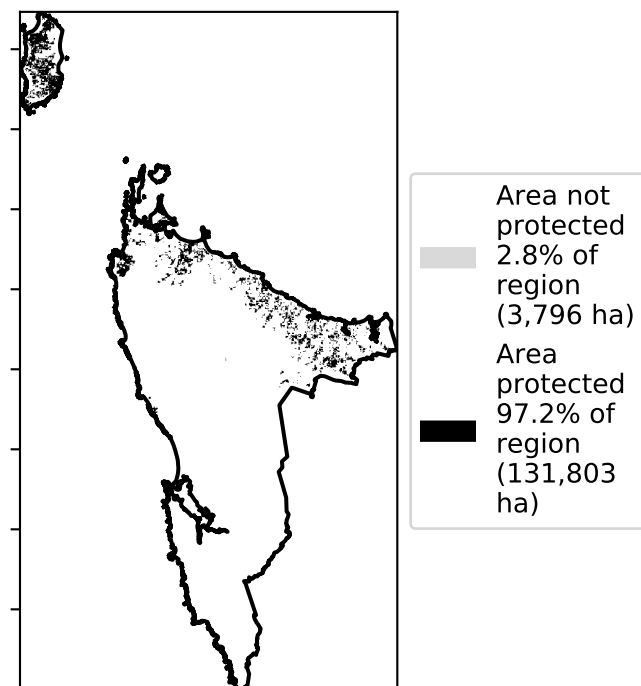 Area not
protected
2.8% of
region
(3,796 ha)
Area
protected
97.2% of
region
(131,803
ha)